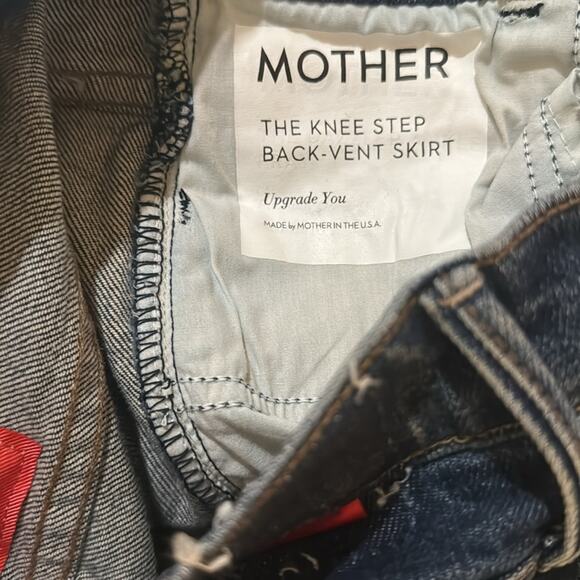 MOTHER
THE KNEE STEP
BACK-VENT SKIRT
Upgrade You
MADE by MOTHER IN THE U.S.A.